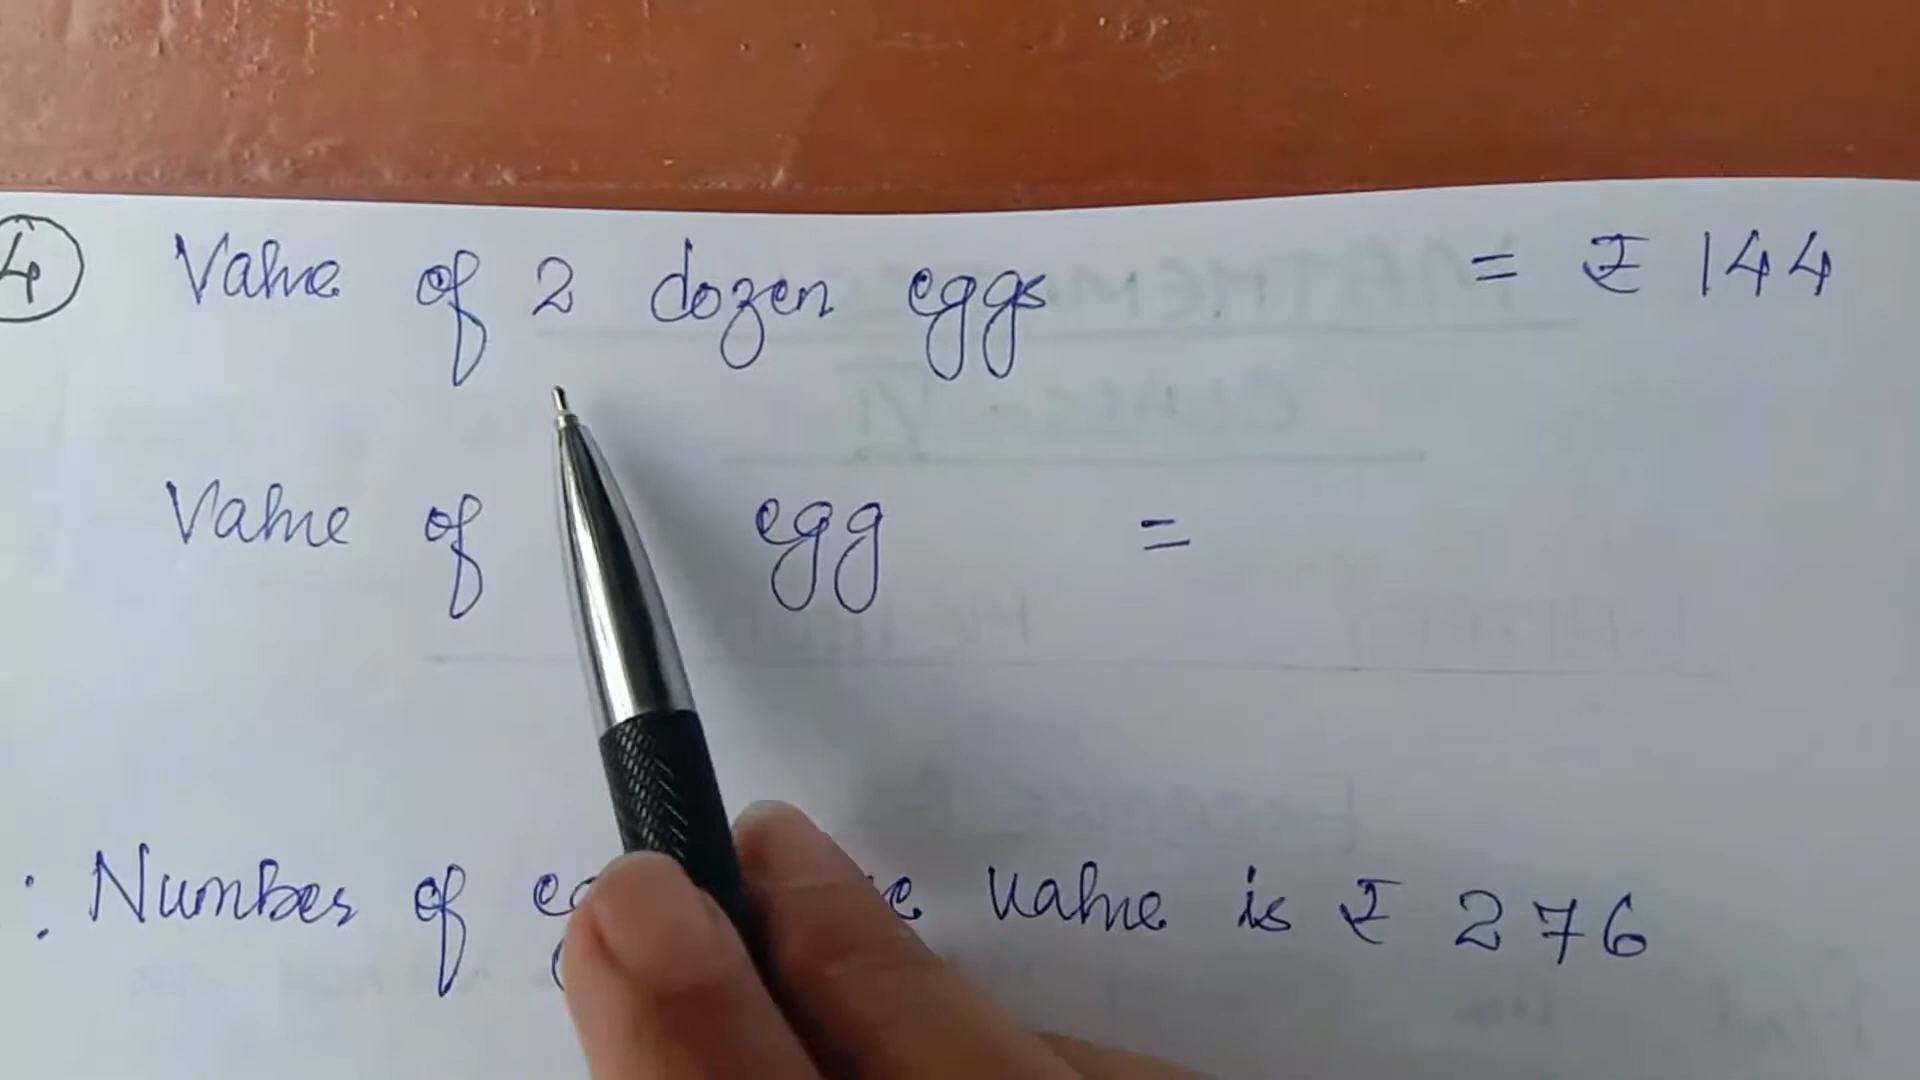 4 Value of 2 dozen eggs = ₹ 144
Value of egg =
: Number of value is ₹ 276